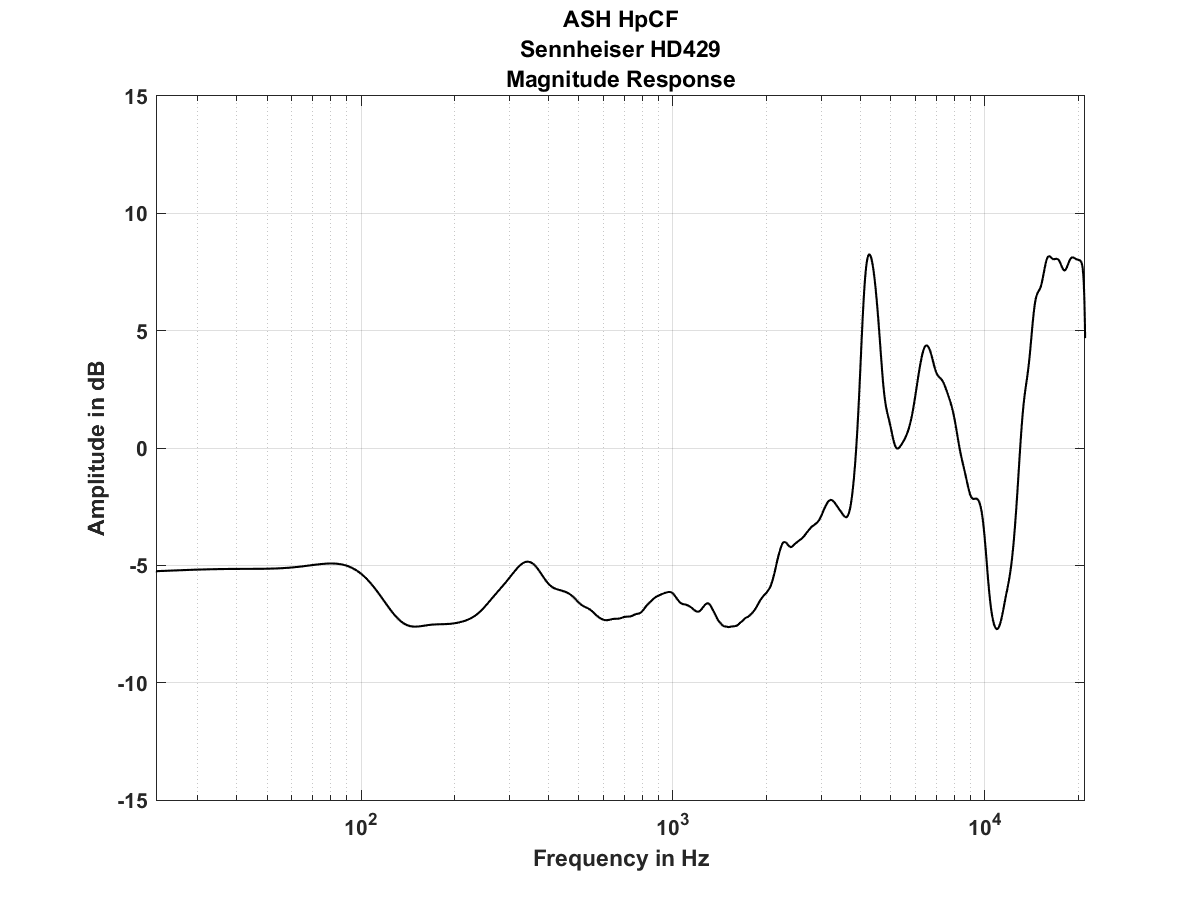 ASH HpCF
Sennheiser HD429
Magnitude Response
15
10
5
0
-5
-10
-15
Amplitude in dB
10^2
10^3
10^4
Frequency in Hz